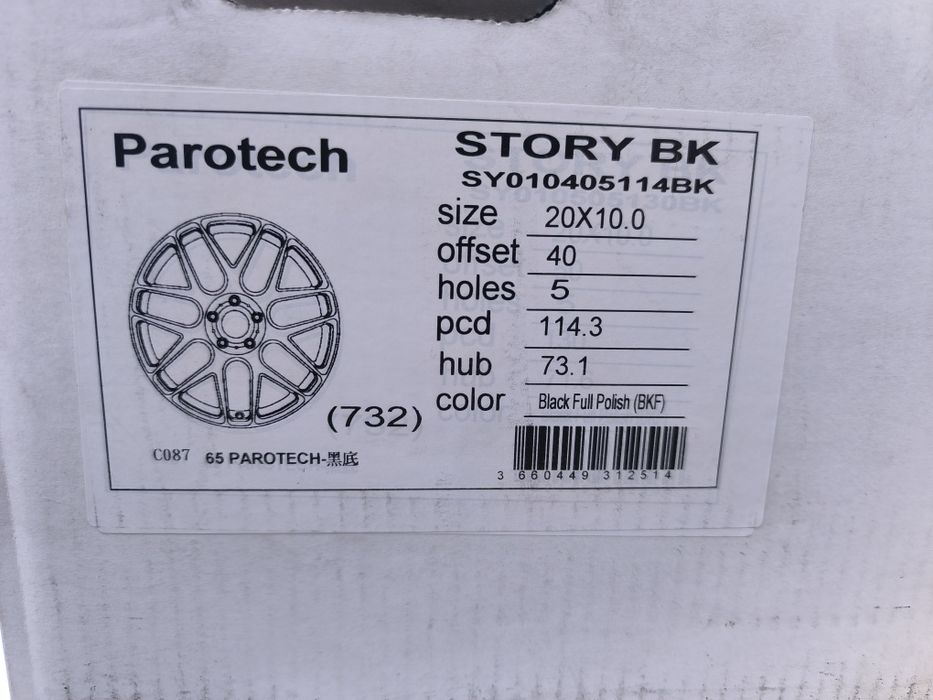 Parotech
STORY BK
SY010405114BK
size 20X10.0
offset 40
holes 5
pcd 114.3
hub 73.1
color Black Full Polish (BKF)
(732)
C087 65 PAROTECH-黑底
3 660449 312514